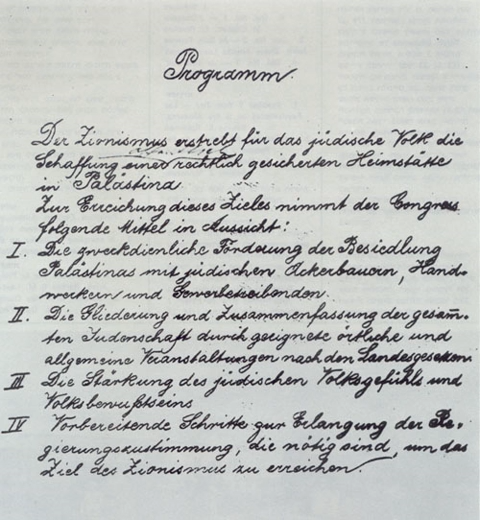 Programm.
Der Zionismus erstrebt für das jüdische Volk die
Schaffung einer rechtlich gesicherten Heimstätte
in Palästina.
Zur Erreichung dieses Zieles nimmt der Congress
folgende Mittel in Aussicht:
I. Die zweckdienliche Förderung der Besiedlung
Palästinas mit jüdischen Ackerbauern, Hand-
werkern und Gewerbetreibenden.
II. Die Gliederung und Zusammenfassung der gesam̅-
ten Judenschaft durch geeignete örtliche und
allgemeine Veranstaltungen nach den Landesgesetzen.
III Die Stärkung des jüdischen Volksgefühls und
Volksbewußtseins
IV Vorbereitende Schritte zur Erlangung der Re-
gierungszustimmung, die nötig sind, um das
Ziel des Zionismus zu erreichen.